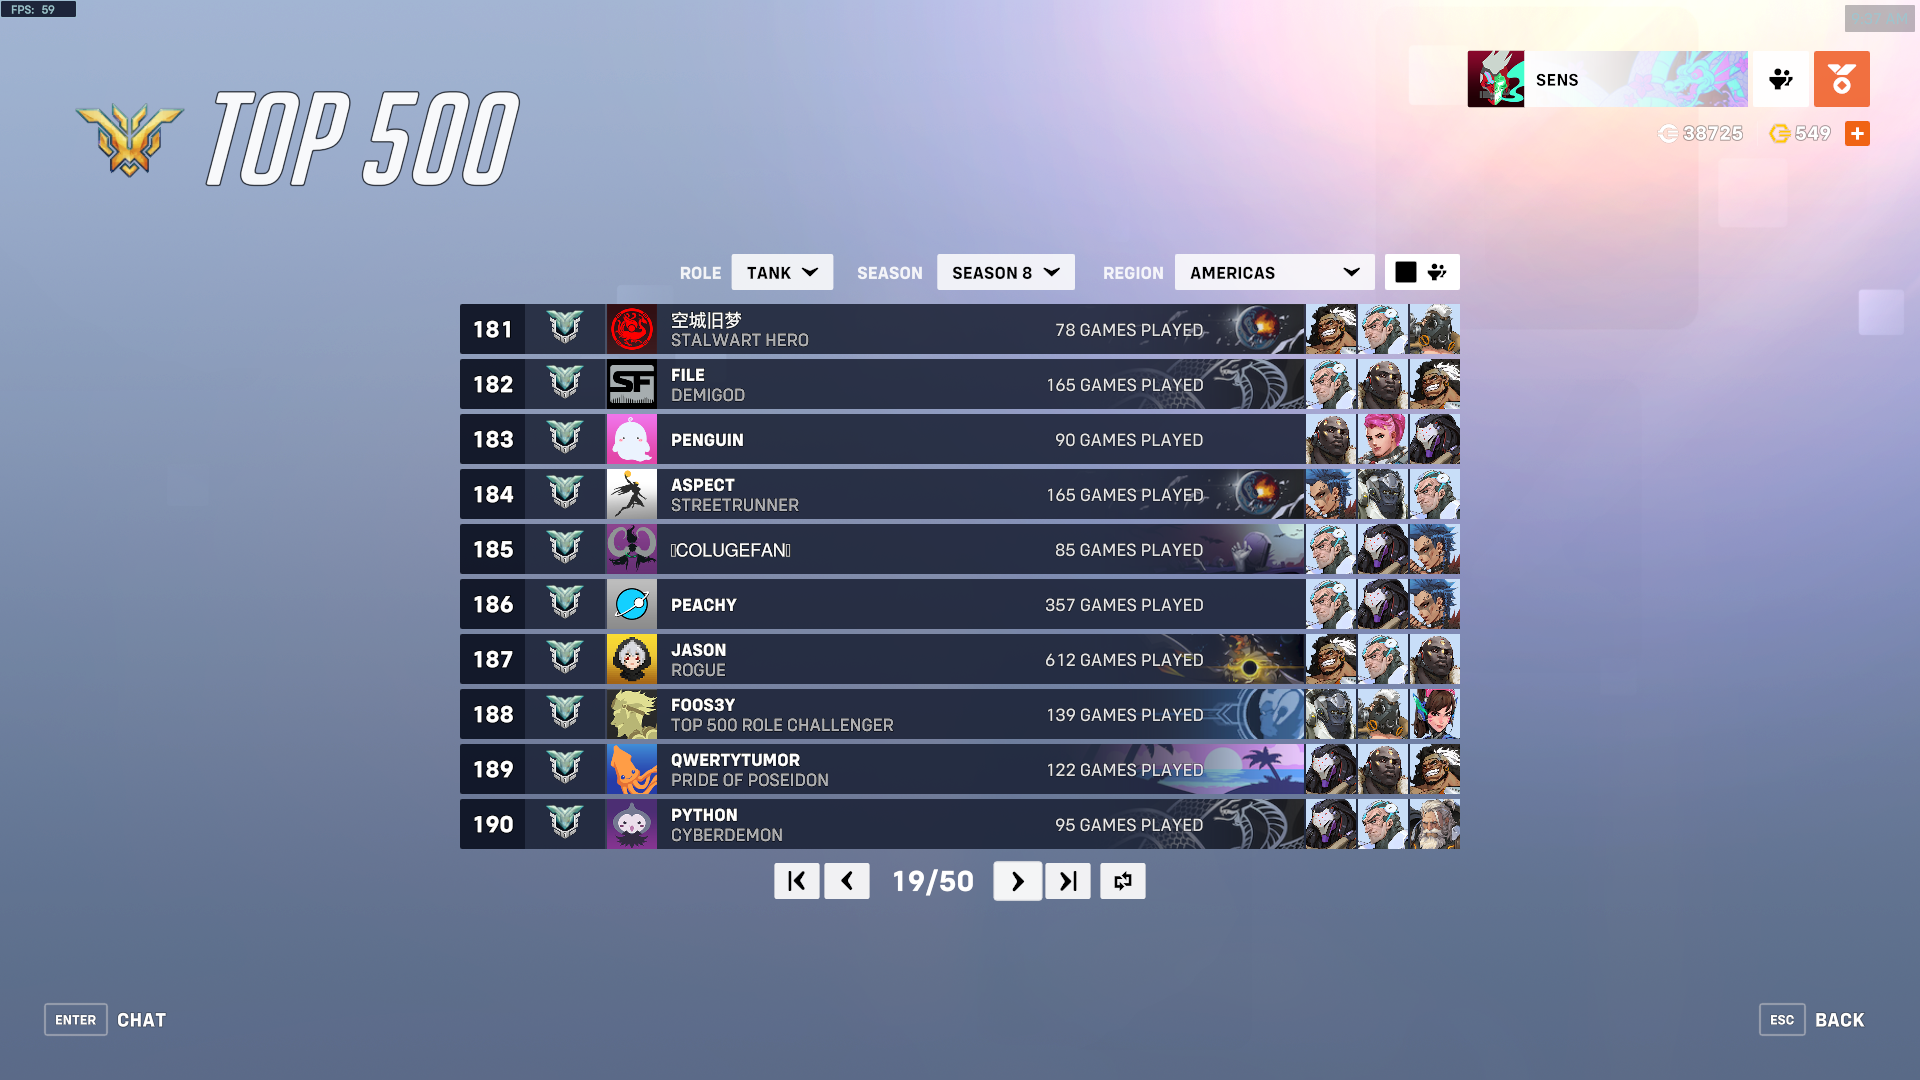 FPS: 59
TOP 500
SENS
38725 549
ROLE TANK SEASON SEASON 8 REGION AMERICAS
181 空城旧梦 78 GAMES PLAYED
STALWART HERO
182 SF FILE 165 GAMES PLAYED
DEMIGOD
183 PENGUIN 90 GAMES PLAYED
184 ASPECT 165 GAMES PLAYED
STREETRUNNER
185 COLUGEFAN 85 GAMES PLAYED
186 PEACHY 357 GAMES PLAYED
187 JASON 612 GAMES PLAYED
ROGUE
188 FOOS3Y 139 GAMES PLAYED
TOP 500 ROLE CHALLENGER
189 QWERTYTUMOR 122 GAMES PLAYED
PRIDE OF POSEIDON
190 PYTHON 95 GAMES PLAYED
CYBERDEMON
19/50
ENTER CHAT
ESC BACK